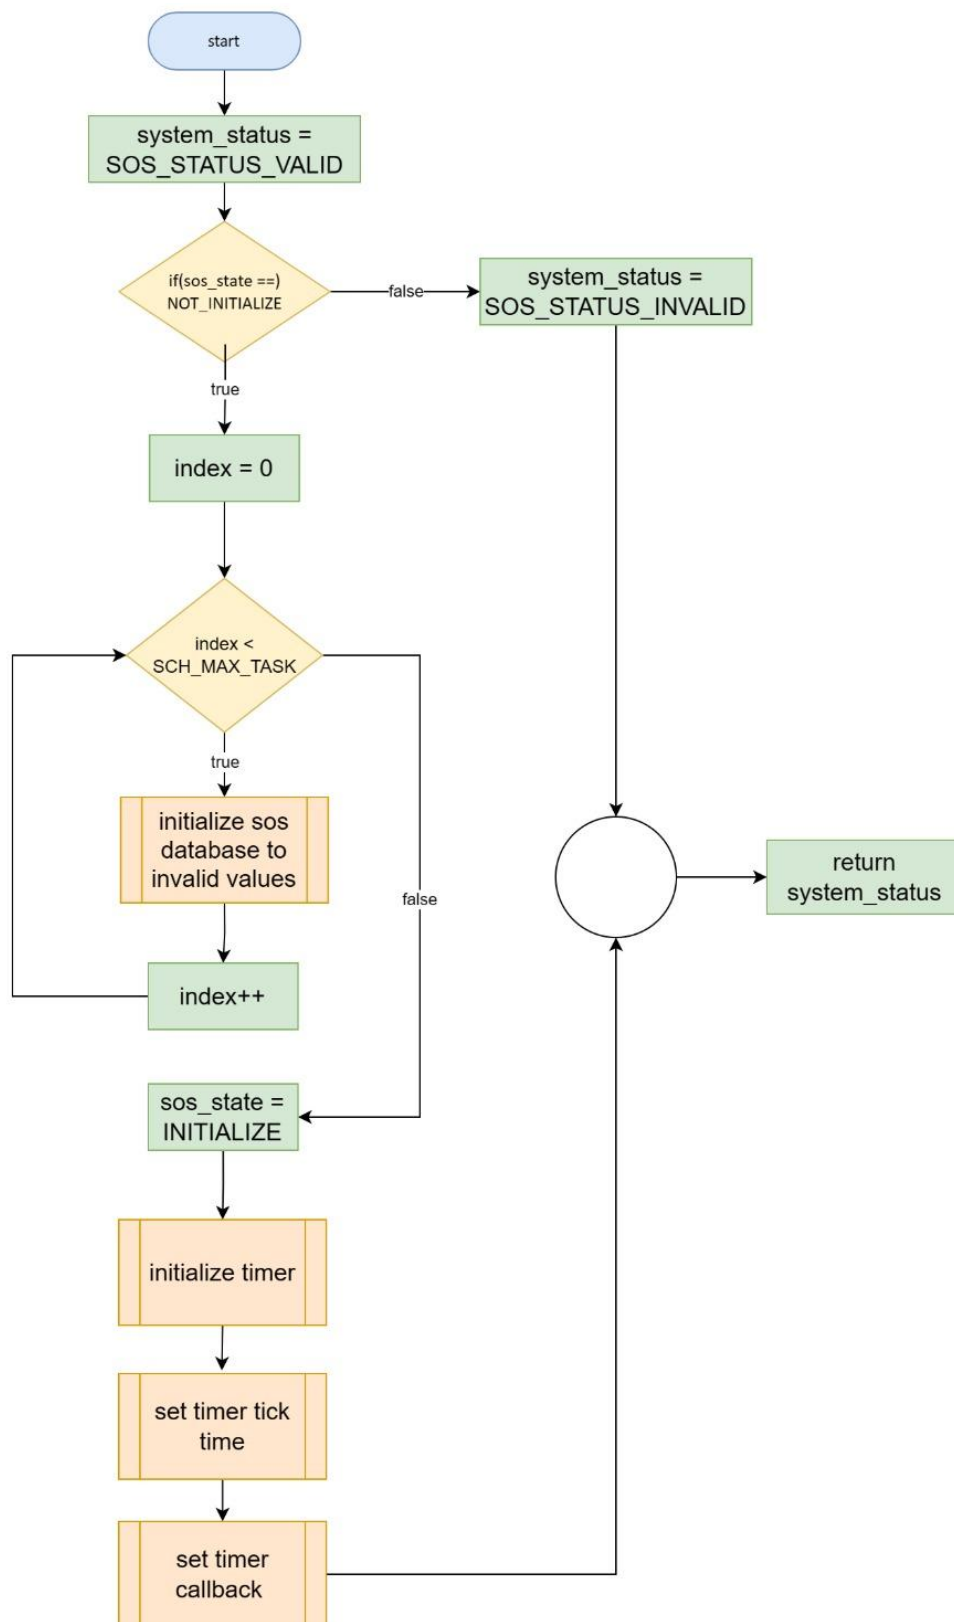 start
system_status =
SOS_STATUS_VALID
if(sos_state ==)
NOT_INITIALIZE
false
system_status =
SOS_STATUS_INVALID
true
index = 0
index <
SCH_MAX_TASK
true
initialize sos
database to
invalid values
false
return
system_status
index++
sos_state =
INITIALIZE
initialize timer
set timer tick
time
set timer
callback